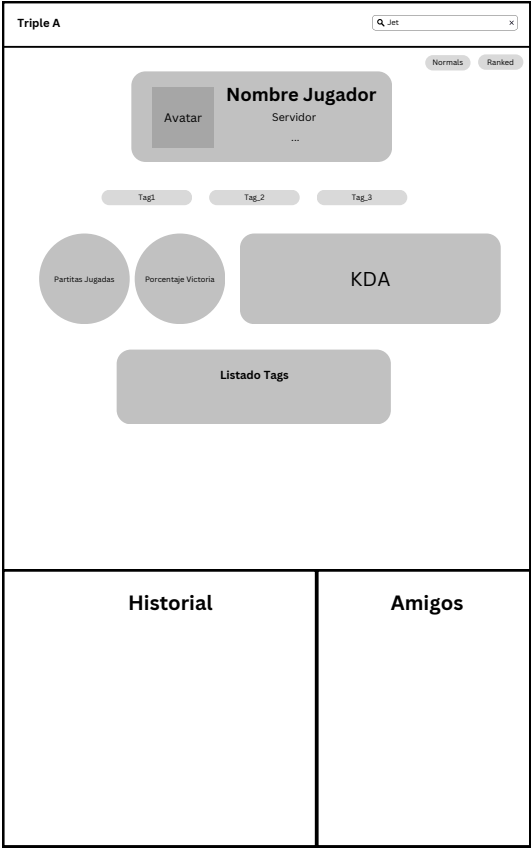 Triple A
Jet
×
Normals
Ranked
Nombre Jugador
Avatar
Servidor
...
Tag1
Tag_2
Tag_3
Partitas Jugadas
Porcentaje Victoria
KDA
Listado Tags
Historial
Amigos